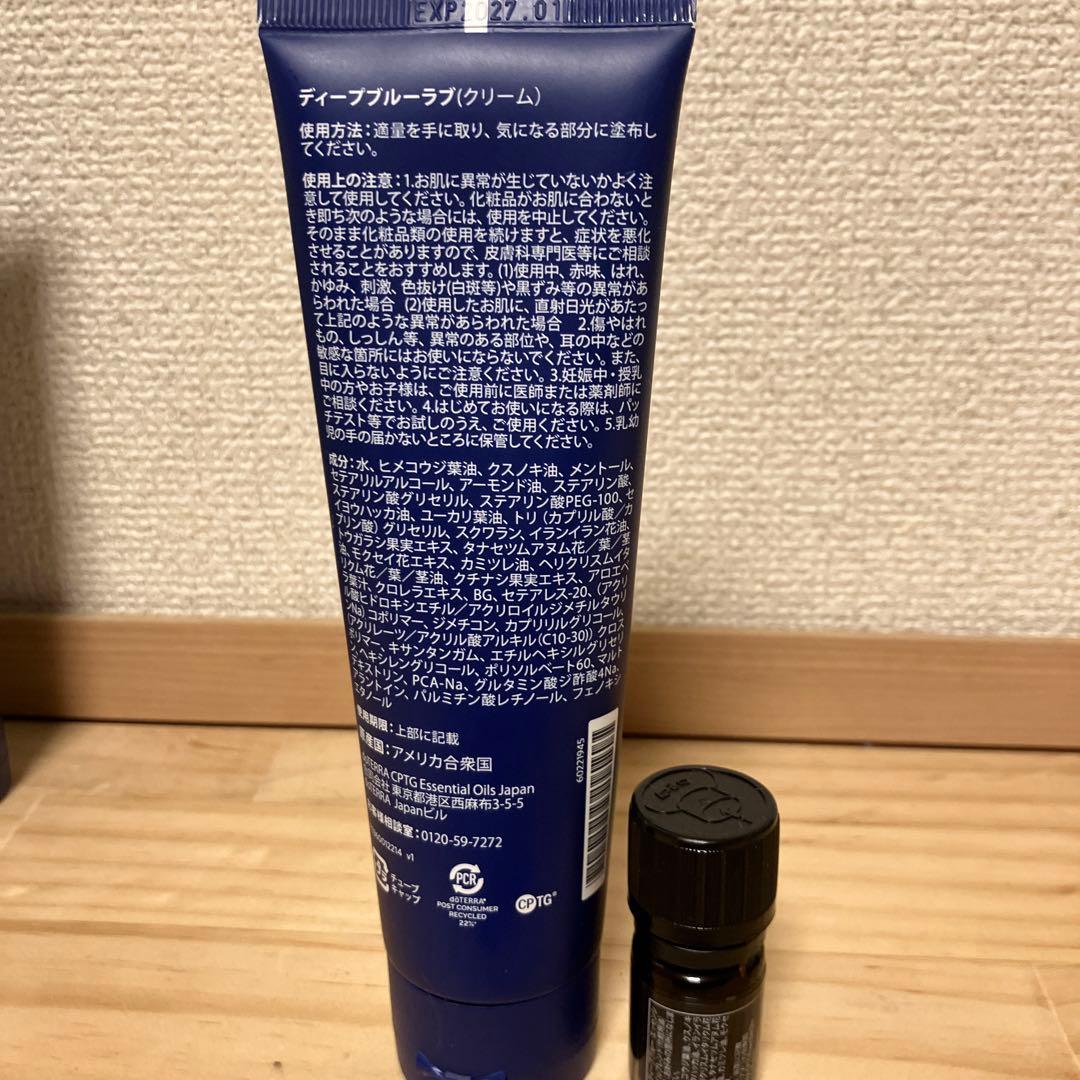 EXP2027.01
ディープブルーラブ(クリーム)
使用方法：適量を手に取り、気になる部分に塗布し
てください。
使用上の注意：1.お肌に異常が生じていないかよく注
意して使用してください。化粧品がお肌に合わないと
き即ち次のような場合には、使用を中止してください。
そのまま化粧品類の使用を続けますと、症状を悪化
させることがありますので、皮膚科専門医等にご相談
されることをおすすめします。(1)使用中、赤味、はれ、
かゆみ、刺激、色抜け(白斑等)や黒ずみ等の異常があ
らわれた場合 (2)使用したお肌に、直射日光があたっ
て上記のような異常があらわれた場合 2.傷やはれ
もの、しっしん等、異常のある部位や、耳の中などの
敏感な箇所にはお使いにならないでください。また、
目に入らないようにご注意ください。3.妊娠中・授乳
中の方やお子様は、ご使用前に医師または薬剤師に
ご相談ください。4.はじめてお使いになる際は、パッ
チテスト等でお試しのうえ、ご使用ください。5.乳幼
児の手の届かないところに保管してください。
成分：水、ヒメコウジ葉油、クスノキ油、メントール、
セテアリルアルコール、アーモンド油、ステアリン酸、
ステアリン酸グリセリル、ステアリン酸PEG-100、セ
イヨウハッカ油、ユーカリ葉油、トリ（カプリル酸／カ
プリン酸）グリセリル、スクワラン、イランイラン花油、
トウガラシ果実エキス、タナセツムアヌム花／葉／茎
油、モクセイ花エキス、カミツレ油、ヘリクリスムイタ
リクム花／葉／茎油、クチナシ果実エキス、アロエベ
ラ葉汁、クロレラエキス、BG、セテアレス-20、（アクリ
ル酸ヒドロキシエチル／アクリロイルジメチルタウリ
ンNa）コポリマー、ジメチコン、カプリリルグリコール、
（アクリレーツ／アクリル酸アルキル(C10-30)）クロス
ポリマー、キサンタンガム、エチルヘキシルグリセリ
ン、ヘキシレングリコール、ポリソルベート60、マルト
デキストリン、PCA-Na、グルタミン酸ジ酢酸4Na、
アラントイン、パルミチン酸レチノール、フェノキシ
エタノール
使用期限：上部に記載
原産国：アメリカ合衆国
dōTERRA CPTG Essential Oils Japan
会社 東京都港区西麻布3-5-5
TERRA Japanビル
客様相談室：0120-59-7272
60012214 v1
チューブ
キャップ
PCR
dōTERRA®
POST CONSUMER
RECYCLED
22%*
CPTG®
60221945